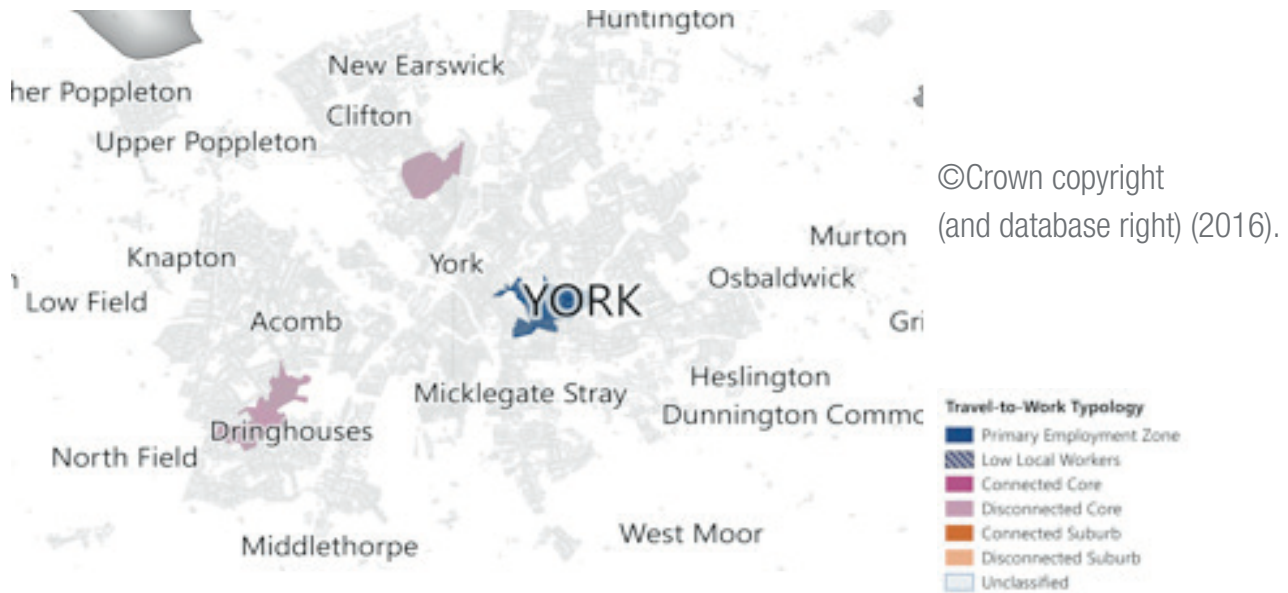 Huntington
New Earswick
her Poppleton
Clifton
Upper Poppleton
©Crown copyright
(and database right) (2016).
Murton
Knapton
York
Osbaldwick
n
Low Field
YORK
Acomb
Gri
Heslington
Micklegate Stray
Dunnington Commo
Dringhouses
North Field
West Moor
Middlethorpe
Travel-to-Work Typology
Primary Employment Zone
Low Local Workers
Connected Core
Disconnected Core
Connected Suburb
Disconnected Suburb
Unclassified